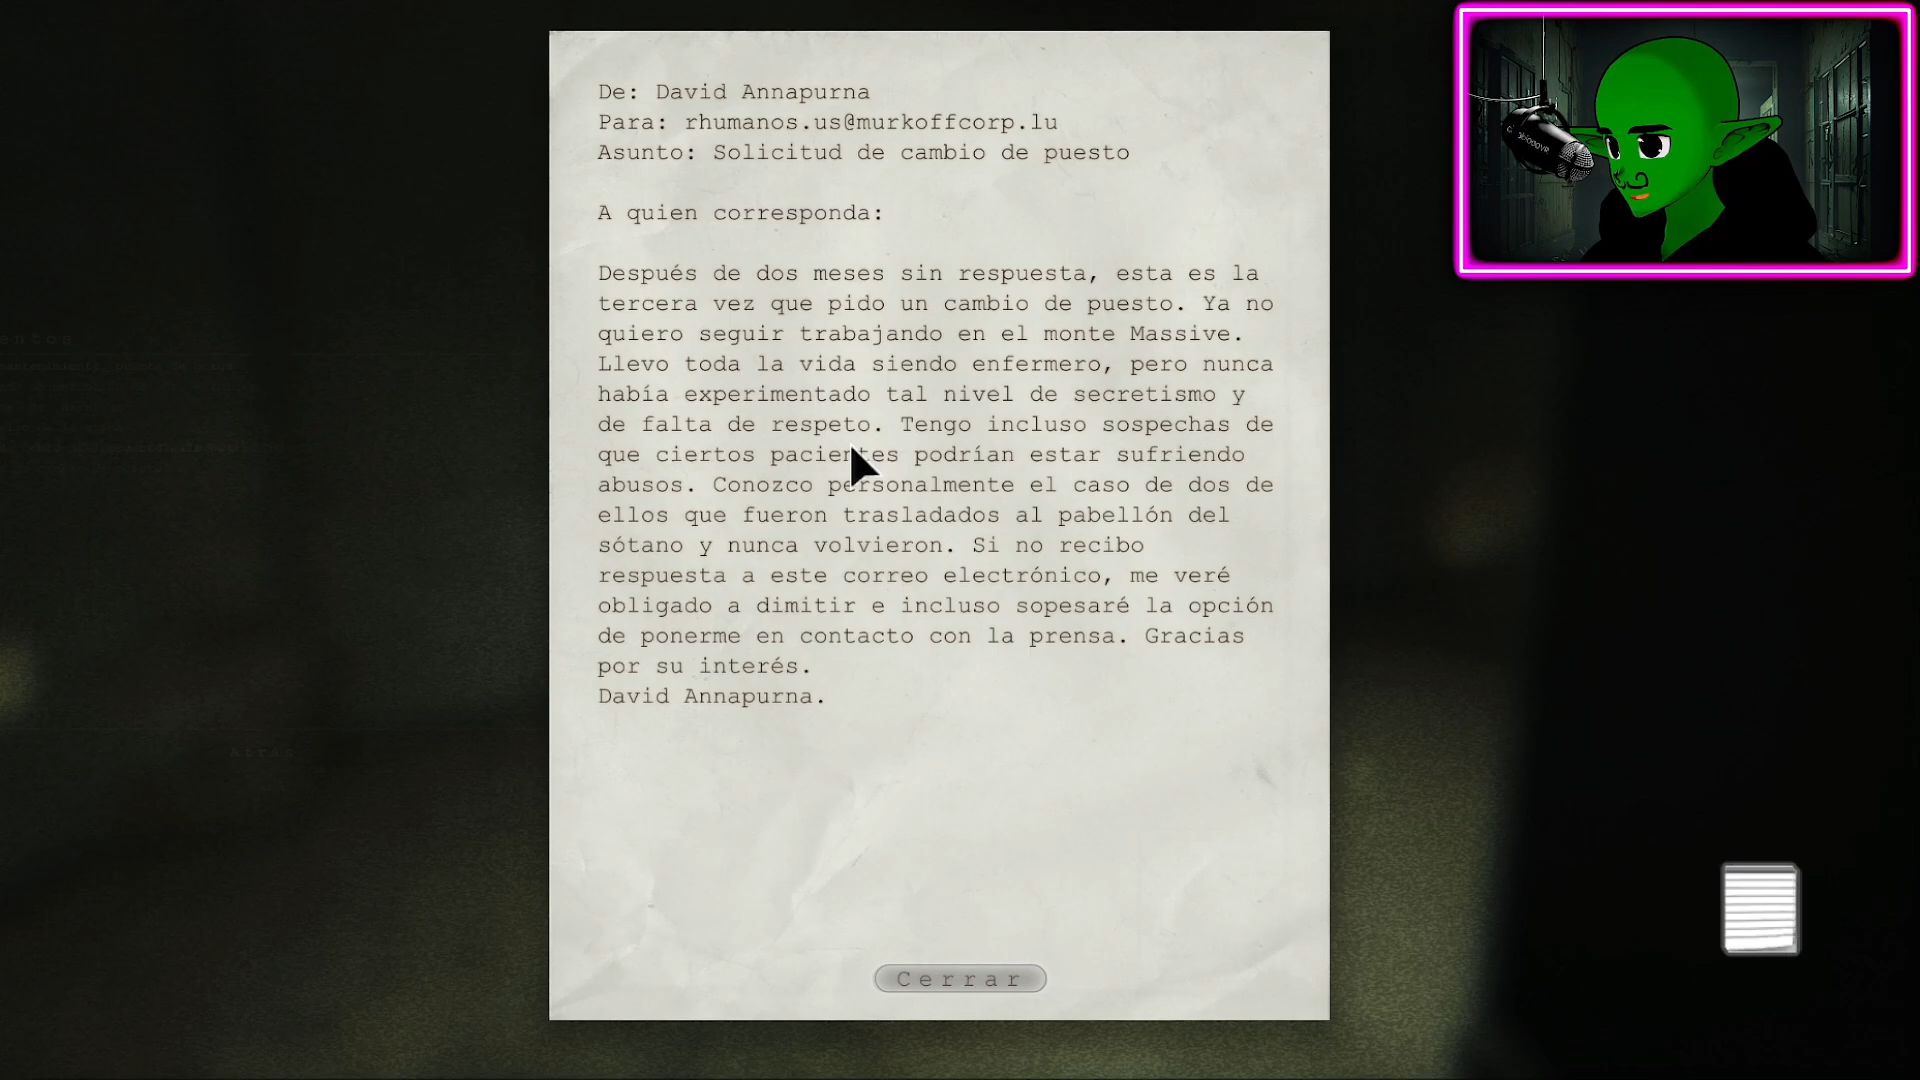 De: David Annapurna
Para: rhumanos.us@murkoffcorp.lu
Asunto: Solicitud de cambio de puesto
A quien corresponda:
Después de dos meses sin respuesta, esta es la
tercera vez que pido un cambio de puesto. Ya no
quiero seguir trabajando en el monte Massive.
Llevo toda la vida siendo enfermero, pero nunca
había experimentado tal nivel de secretismo y
de falta de respeto. Tengo incluso sospechas de
que ciertos pacientes podrían estar sufriendo
abusos. Conozco personalmente el caso de dos de
ellos que fueron trasladados al pabellón del
sótano y nunca volvieron. Si no recibo
respuesta a este correo electrónico, me veré
obligado a dimitir e incluso sopesaré la opción
de ponerme en contacto con la prensa. Gracias
por su interés.
David Annapurna.
Cerrar
entos
Atrás